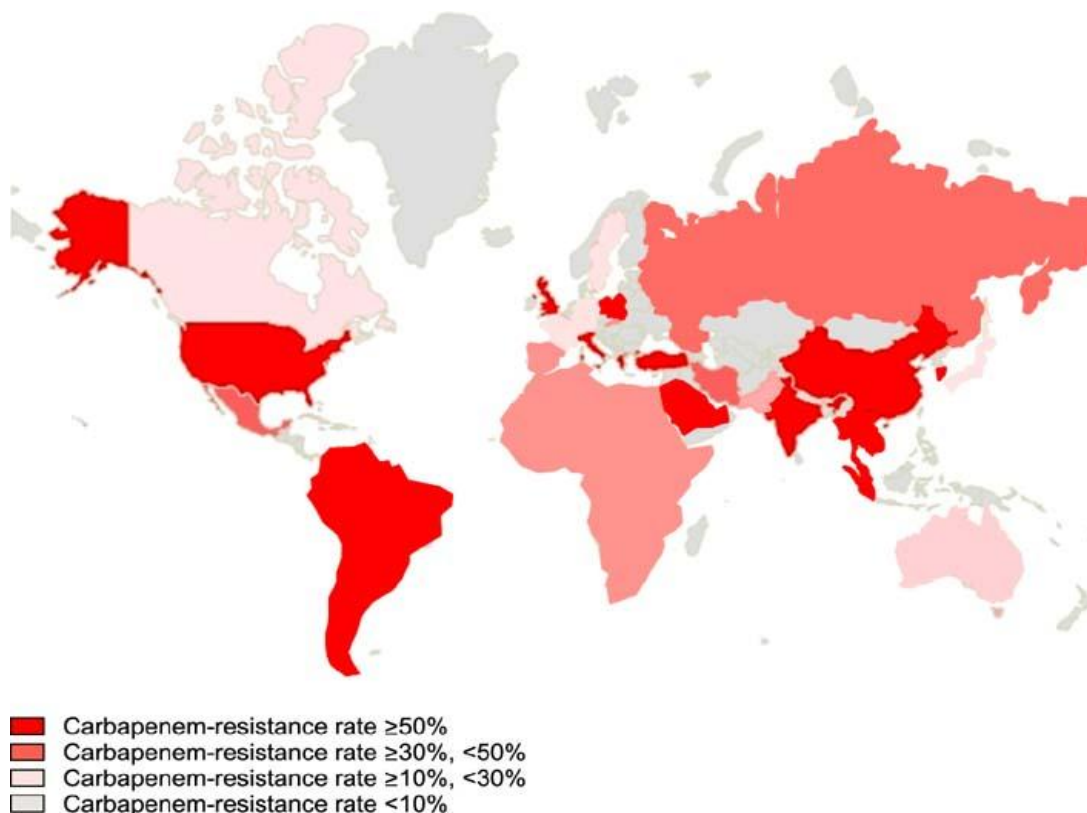 Carbapenem-resistance rate ≥50%
Carbapenem-resistance rate ≥30%, <50%
Carbapenem-resistance rate ≥10%, <30%
Carbapenem-resistance rate <10%